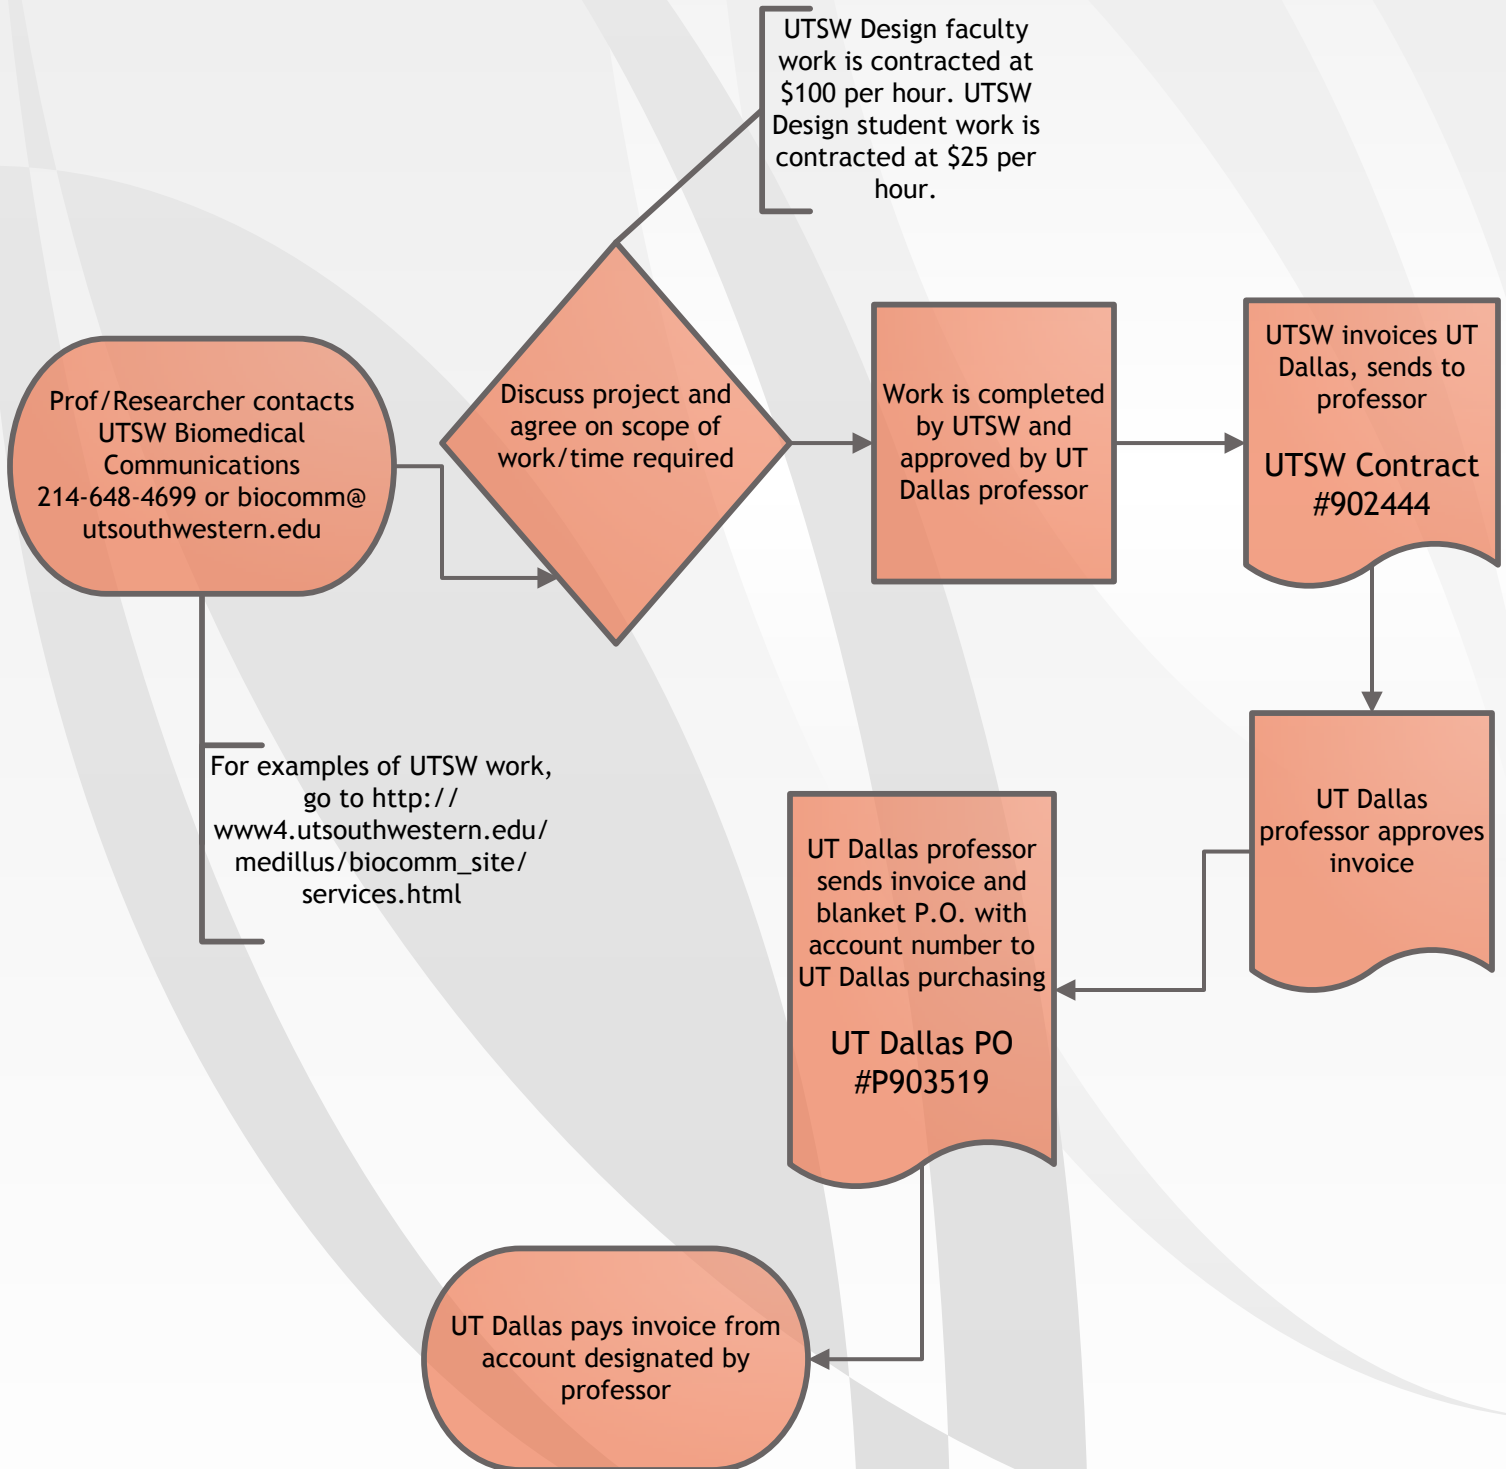 UTSW Design faculty
work is contracted at
$100 per hour. UTSW
Design student work is
contracted at $25 per
hour.
Prof/Researcher contacts
UTSW Biomedical
Communications
214-648-4699 or biocomm@
utsouthwestern.edu
Discuss project and
agree on scope of
work/time required
Work is completed
by UTSW and
approved by UT
Dallas professor
UTSW invoices UT
Dallas, sends to
professor
UTSW Contract
#902444
For examples of UTSW work,
go to http://
www4.utsouthwestern.edu/
medillus/biocomm_site/
services.html
UT Dallas
professor approves
invoice
UT Dallas professor
sends invoice and
blanket P.O. with
account number to
UT Dallas purchasing
UT Dallas PO
#P903519
UT Dallas pays invoice from
account designated by
professor